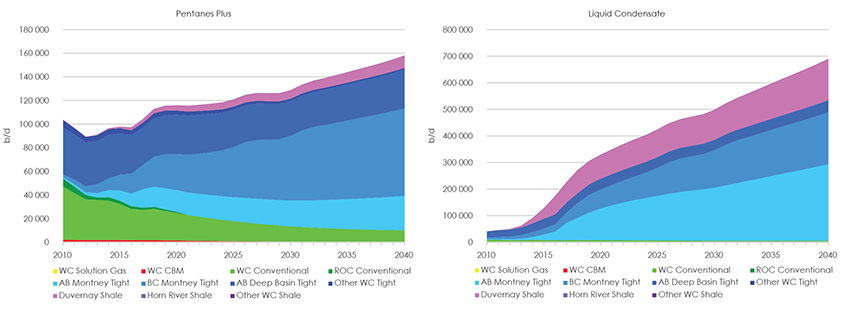 Pentanes Plus
180 000
160 000
140 000
120 000
100 000
80 000
60 000
40 000
20 000
0
b/d
2010 2015 2020 2025 2030 2035 2040
WC Solution Gas WC CBM WC Conventional ROC Conventional
AB Montney Tight BC Montney Tight AB Deep Basin Tight Other WC Tight
Duvernay Shale Horn River Shale Other WC Shale
Liquid Condensate
800 000
700 000
600 000
500 000
400 000
300 000
200 000
100 000
0
b/d
2010 2015 2020 2025 2030 2035 2040
WC Solution Gas WC CBM WC Conventional ROC Conventional
AB Montney Tight BC Montney Tight AB Deep Basin Tight Other WC Tight
Duvernay Shale Horn River Shale Other WC Shale